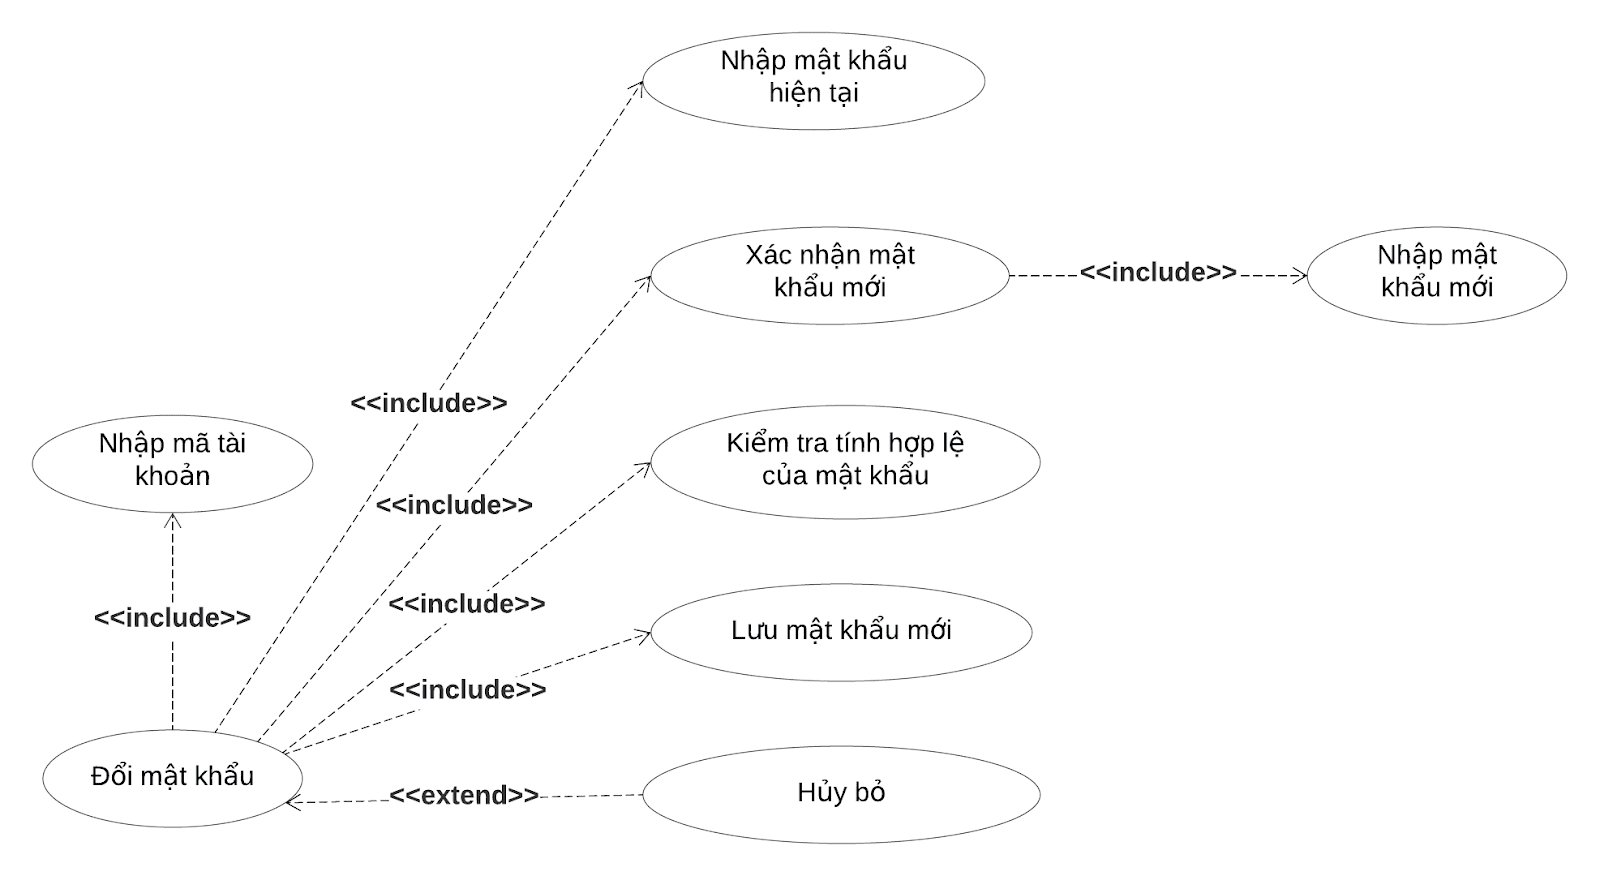 Nhập mật khẩu
hiện tại
Xác nhận mật
khẩu mới
<<include>>
Nhập mật
khẩu mới
<<include>>
Nhập mã tài
khoản
Kiểm tra tính hợp lệ
của mật khẩu
<<include>>
<<include>>
<<include>>
Lưu mật khẩu mới
<<include>>
Đổi mật khẩu
<<extend>>
Hủy bỏ